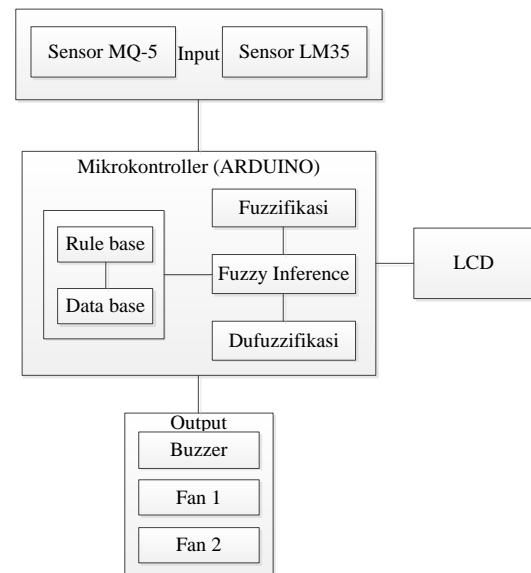 Sensor MQ-5
Input
Sensor LM35
Mikrokontroller (ARDUINO)
Fuzzifikasi
Rule base
Fuzzy Inference
LCD
Data base
Dufuzzifikasi
Output
Buzzer
Fan 1
Fan 2